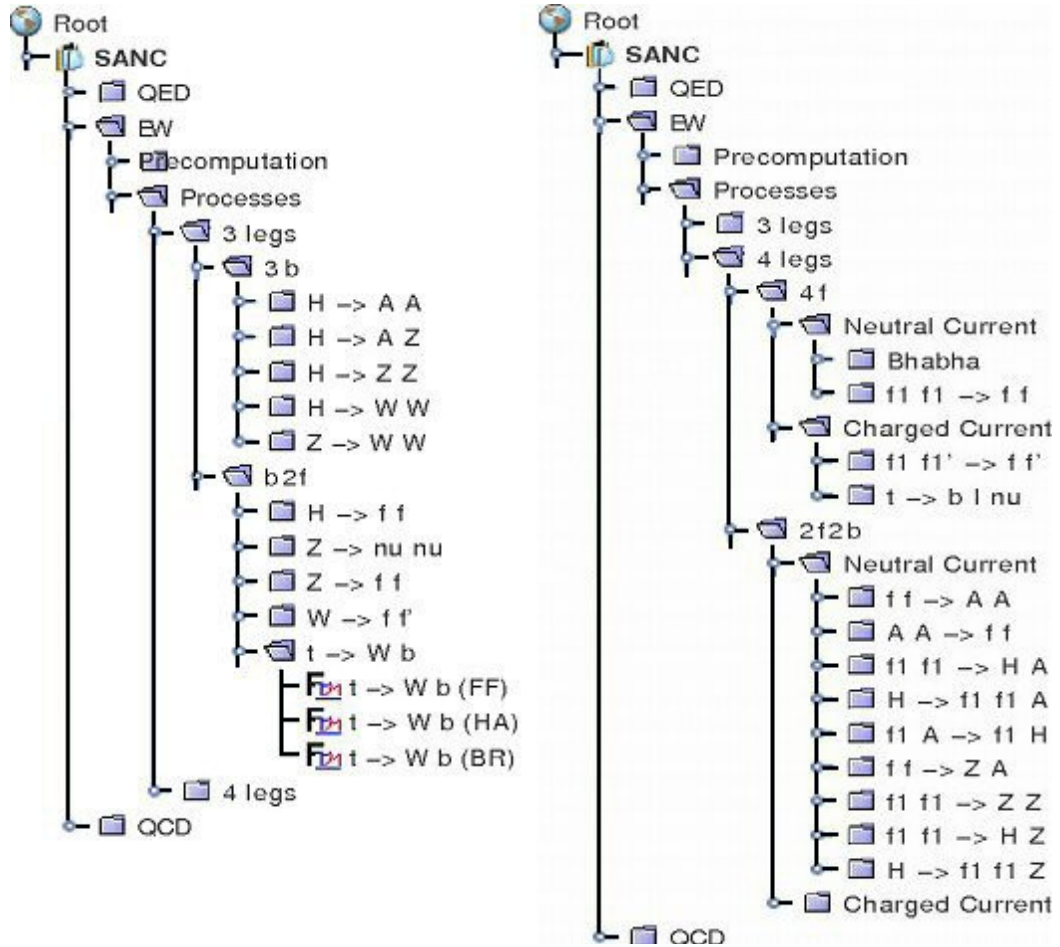 Root
SANC
QED
EW
Precomputation
Processes
3 legs
3 b
H -> A A
H -> A Z
H -> Z Z
H -> W W
Z -> W W
b2f
H -> f f
Z -> nu nu
Z -> f f
W -> f f'
t -> W b
t -> W b (FF)
t -> W b (HA)
t -> W b (BR)
4 legs
QCD
Root
SANC
QED
EW
Precomputation
Processes
3 legs
4 legs
4f
Neutral Current
Bhabha
f1 f1 -> f f
Charged Current
f1 f1' -> f f'
t -> b l nu
2f2b
Neutral Current
f f -> A A
A A -> f f
f1 f1 -> H A
H -> f1 f1 A
f1 A -> f1 H
f f -> Z A
f1 f1 -> Z Z
f1 f1 -> H Z
H -> f1 f1 Z
Charged Current
QCD